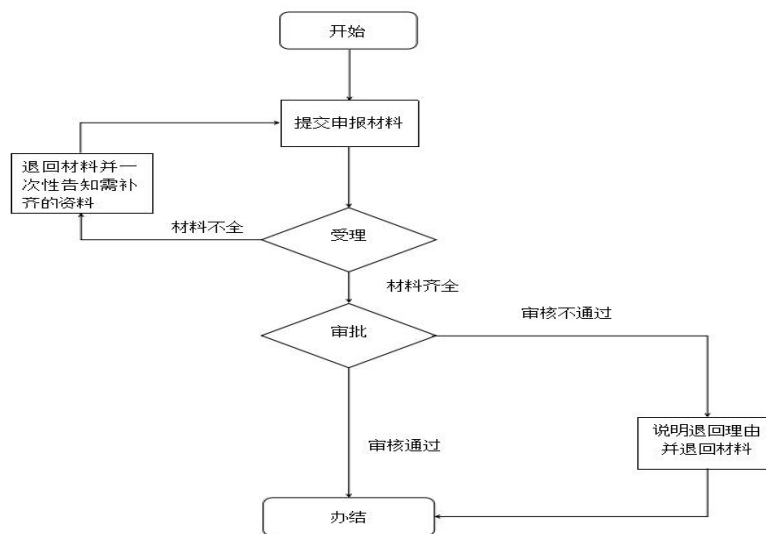 开始
提交申报材料
退回材料并一
次性告知需补
齐的资料
材料不全
受理
材料齐全
审核不通过
审批
说明退回理由
并退回材料
审核通过
办结